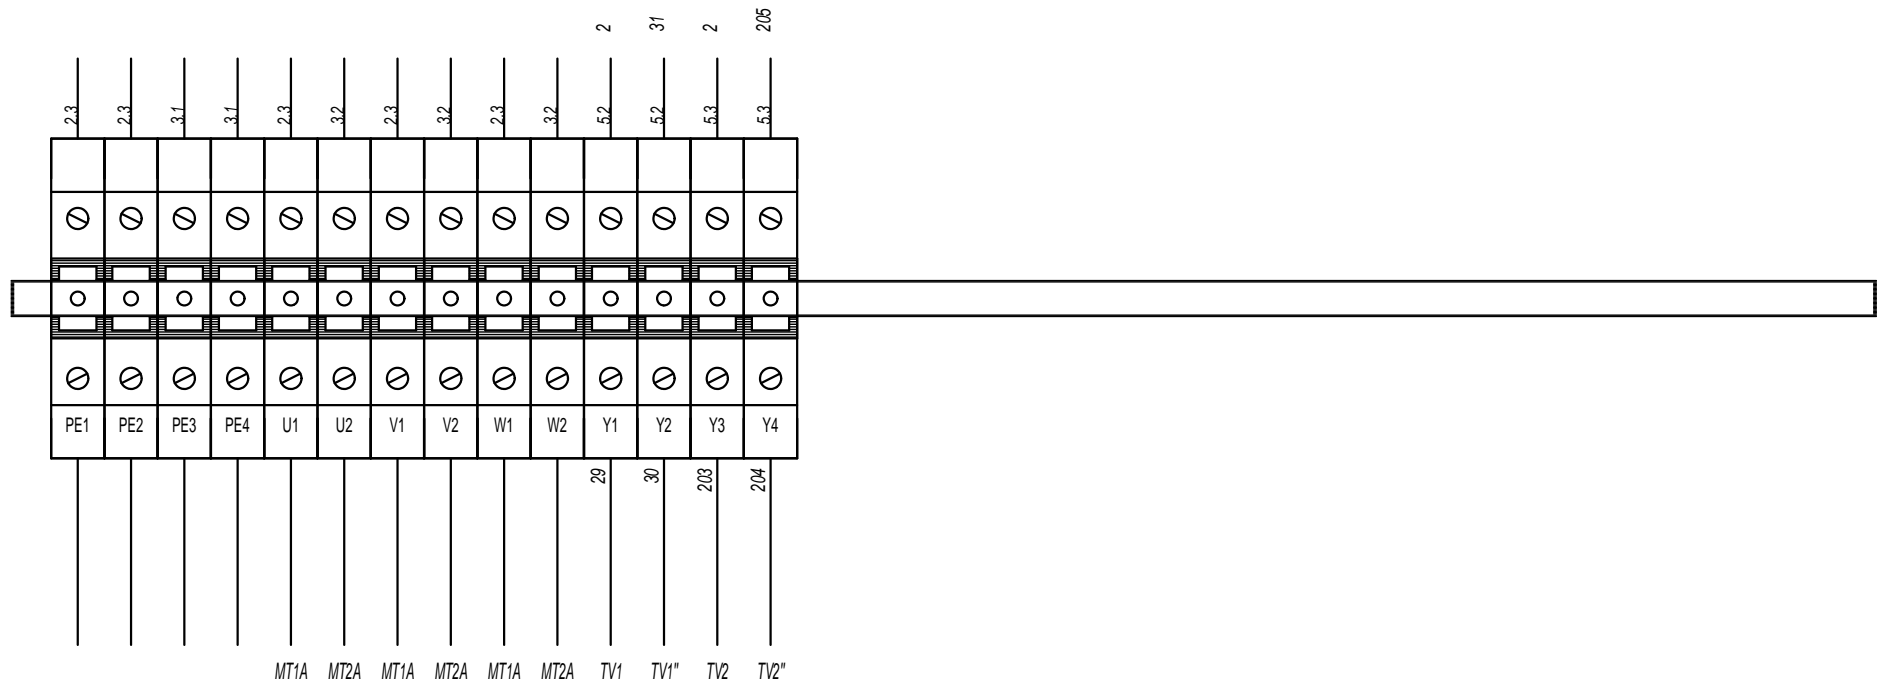 2 31 2 205
2.3 2.3 3.1 3.1 2.3 3.2 2.3 3.2 2.3 3.2 5.2 5.2 5.3 5.3
PE1 PE2 PE3 PE4 U1 U2 V1 V2 W1 W2 Y1 Y2 Y3 Y4
29 30 203 204
MT1A MT2A MT1A MT2A MT1A MT2A TV1 TV1" TV2 TV2"